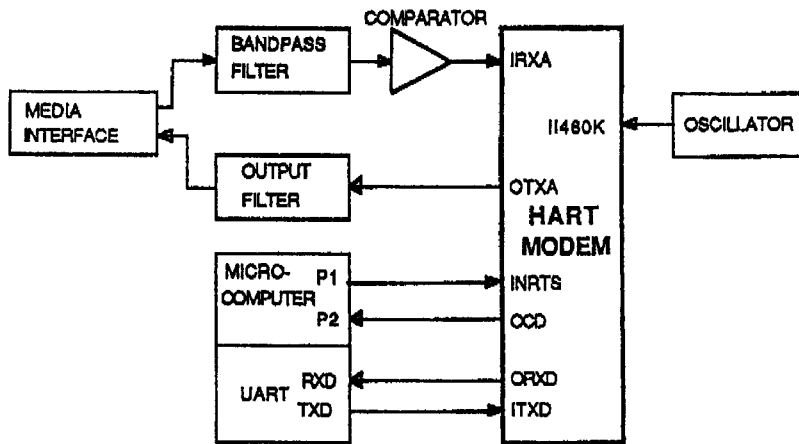 COMPARATOR
BANDPASS
FILTER
IRXA
MEDIA
INTERFACE
II460K
OSCILLATOR
OUTPUT
FILTER
OTXA
HART
MODEM
MICRO-
COMPUTER
P1
INRTS
P2
OCD
UART
RXD
ORXD
TXD
ITXD